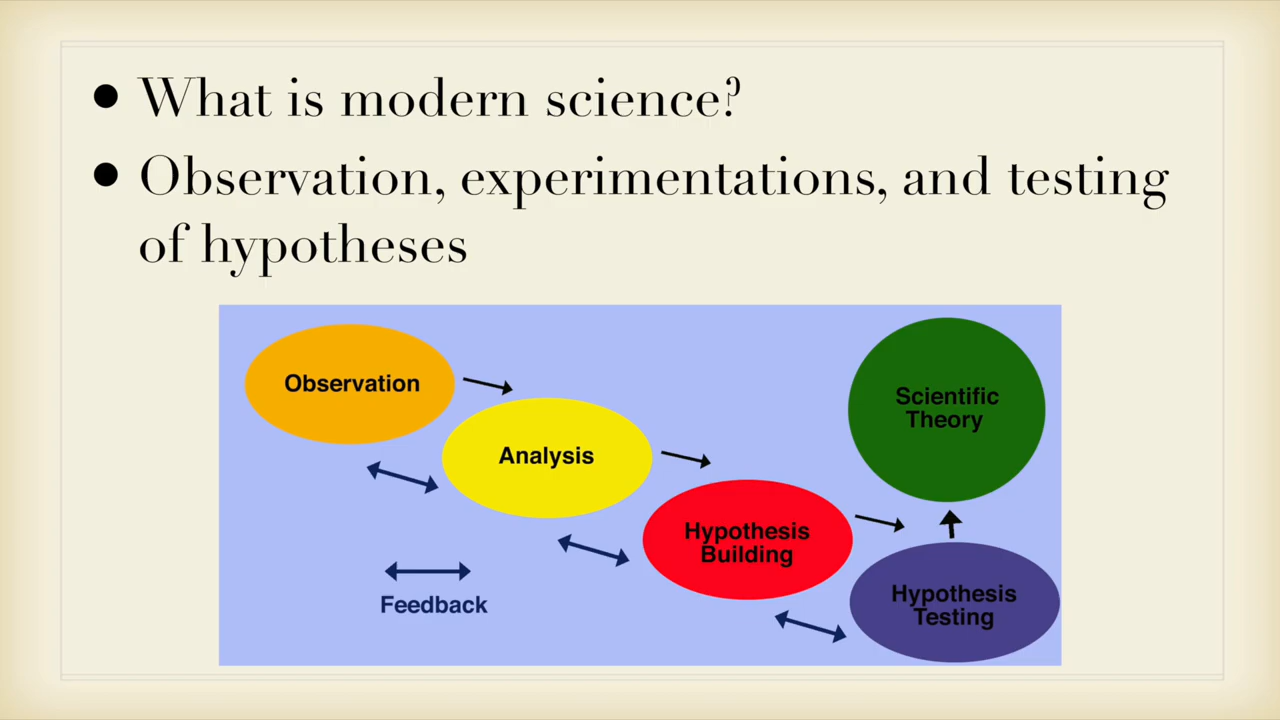 • What is modern science?
• Observation, experimentations, and testing
of hypotheses
Observation
Analysis
Hypothesis
Building
Hypothesis
Testing
Scientific
Theory
Feedback